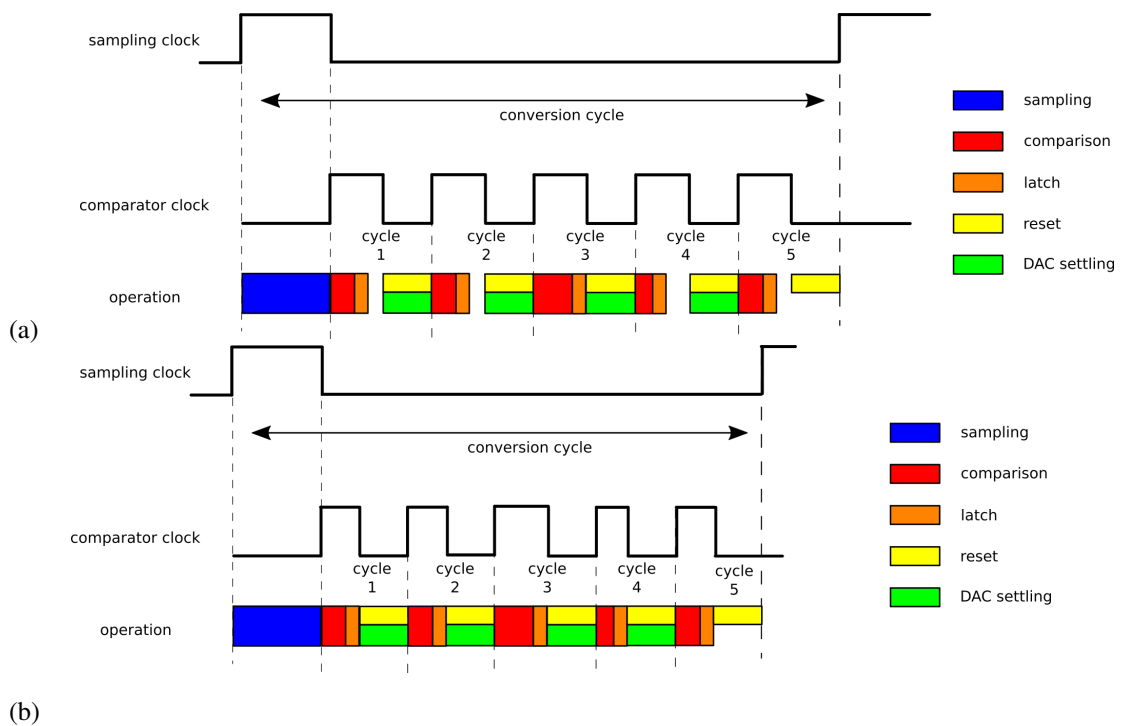 sampling clock
conversion cycle
sampling
comparison
latch
reset
DAC settling
comparator clock
cycle 1
cycle 2
cycle 3
cycle 4
cycle 5
operation
(a)
sampling clock
conversion cycle
sampling
comparison
latch
reset
DAC settling
comparator clock
cycle 1
cycle 2
cycle 3
cycle 4
cycle 5
operation
(b)